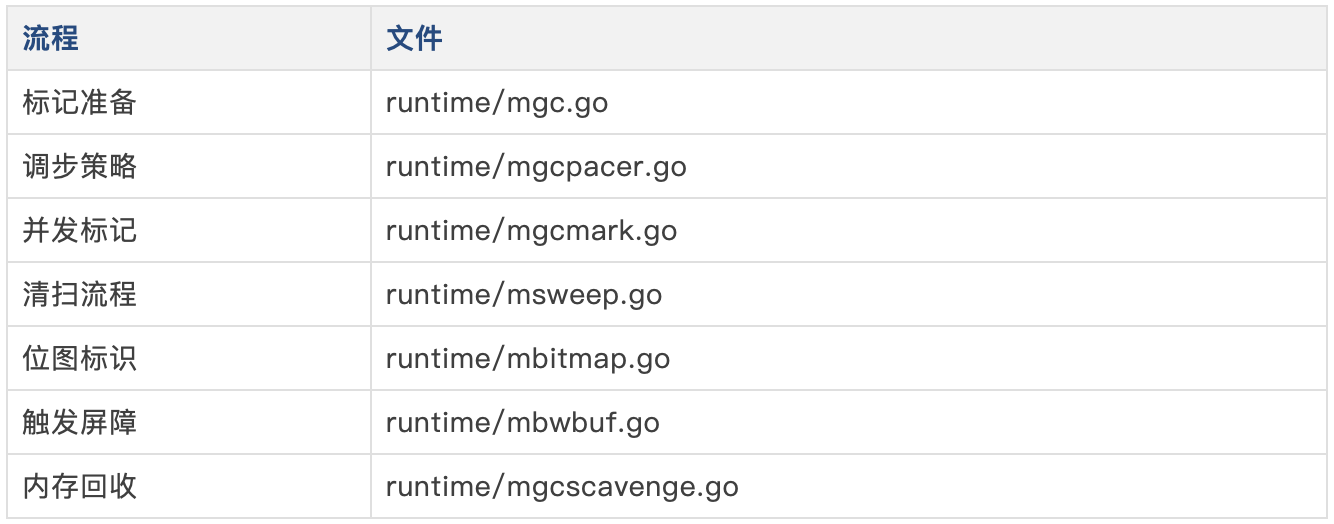 流程 文件
标记准备 runtime/mgc.go
调步策略 runtime/mgcpacer.go
并发标记 runtime/mgcmark.go
清扫流程 runtime/msweep.go
位图标识 runtime/mbitmap.go
触发屏障 runtime/mbwbuf.go
内存回收 runtime/mgcscavenge.go